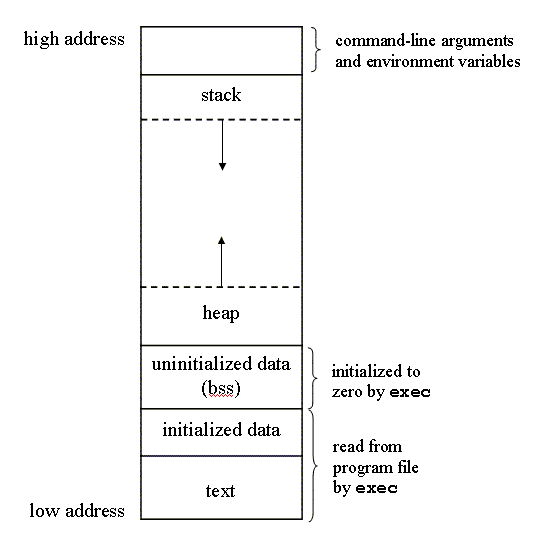 high address
command-line arguments
and environment variables
stack
heap
uninitialized data
(bss)
initialized to
zero by exec
initialized data
read from
program file
by exec
text
low address